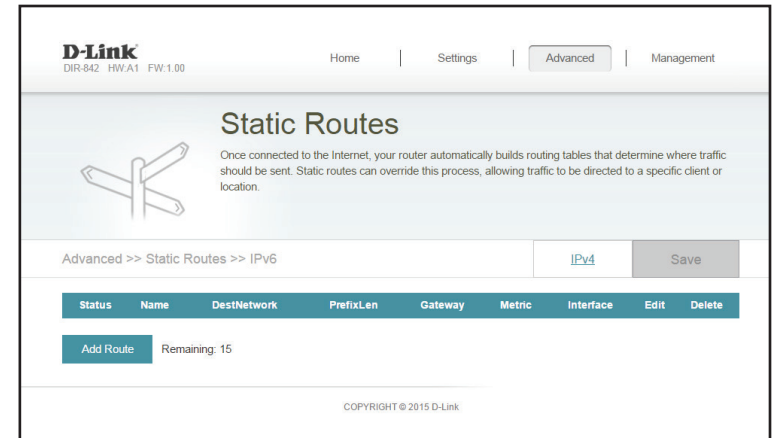 D-Link
DIR-842 HW:A1 FW:1.00
Home | Settings | Advanced | Management
Static Routes
Once connected to the Internet, your router automatically builds routing tables that determine where traffic
should be sent. Static routes can override this process, allowing traffic to be directed to a specific client or
location.
Advanced >> Static Routes >> IPv6
IPv4
Save
Status Name DestNetwork PrefixLen Gateway Metric Interface Edit Delete
Add Route Remaining: 15
COPYRIGHT © 2015 D-Link